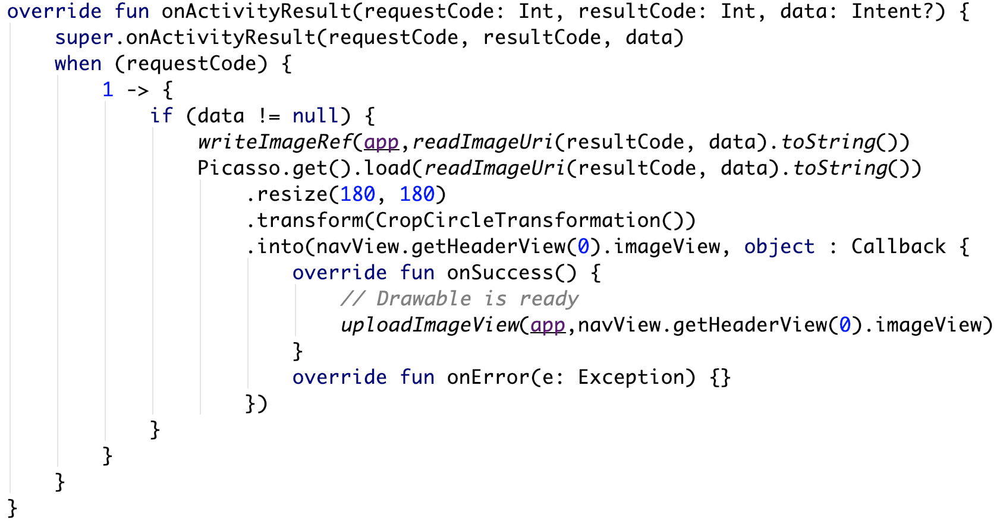 override fun onActivityResult(requestCode: Int, resultCode: Int, data: Intent?) {
    super.onActivityResult(requestCode, resultCode, data)
    when (requestCode) {
        1 -> {
            if (data != null) {
                writeImageRef(app,readImageUri(resultCode, data).toString())
                Picasso.get().load(readImageUri(resultCode, data).toString())
                    .resize(180, 180)
                    .transform(CropCircleTransformation())
                    .into(navView.getHeaderView(0).imageView, object : Callback {
                        override fun onSuccess() {
                            // Drawable is ready
                            uploadImageView(app,navView.getHeaderView(0).imageView)
                        }
                        override fun onError(e: Exception) {}
                    })
            }
        }
    }
}